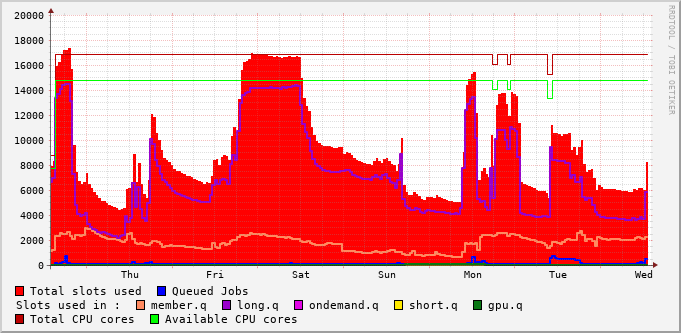 20000
18000
16000
14000
12000
10000
8000
6000
4000
2000
0
Thu Fri Sat Sun Mon Tue Wed
RRDTOOL / TOBI OETIKER
Total slots used Queued Jobs
Slots used in : member.q long.q ondemand.q short.q gpu.q
Total CPU cores Available CPU cores